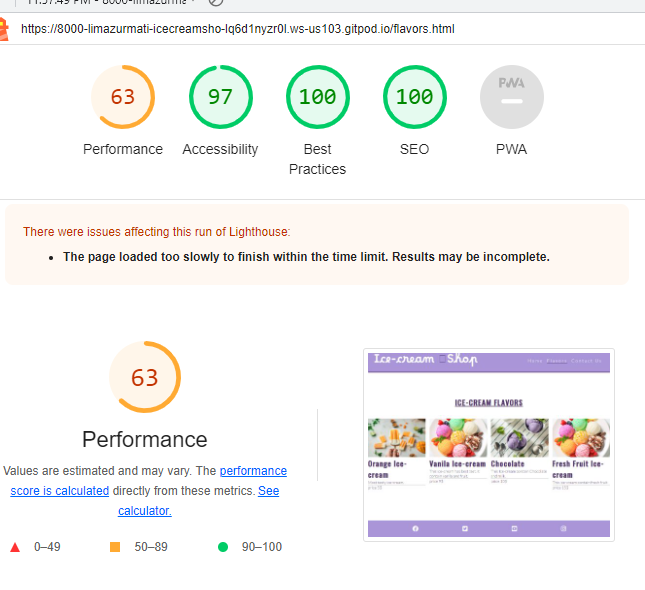 11:57:49 PM - 8000-limazurma
https://8000-limazurmati-icecreamsho-lq6d1nyzr0l.ws-us103.gitpod.io/flavors.html
63
97
100
100
PWA
Performance
Accessibility
Best
Practices
SEO
PWA
There were issues affecting this run of Lighthouse:
• The page loaded too slowly to finish within the time limit. Results may be incomplete.
63
Performance
Values are estimated and may vary. The performance
score is calculated directly from these metrics. See
calculator.
0–49
50–89
90–100
Ice-cream Shop
Home Flavors Contact Us
ICE-CREAM FLAVORS
Orange Ice-
cream
Vanila Ice-cream
Chocolate
Fresh Fruit Ice-
cream